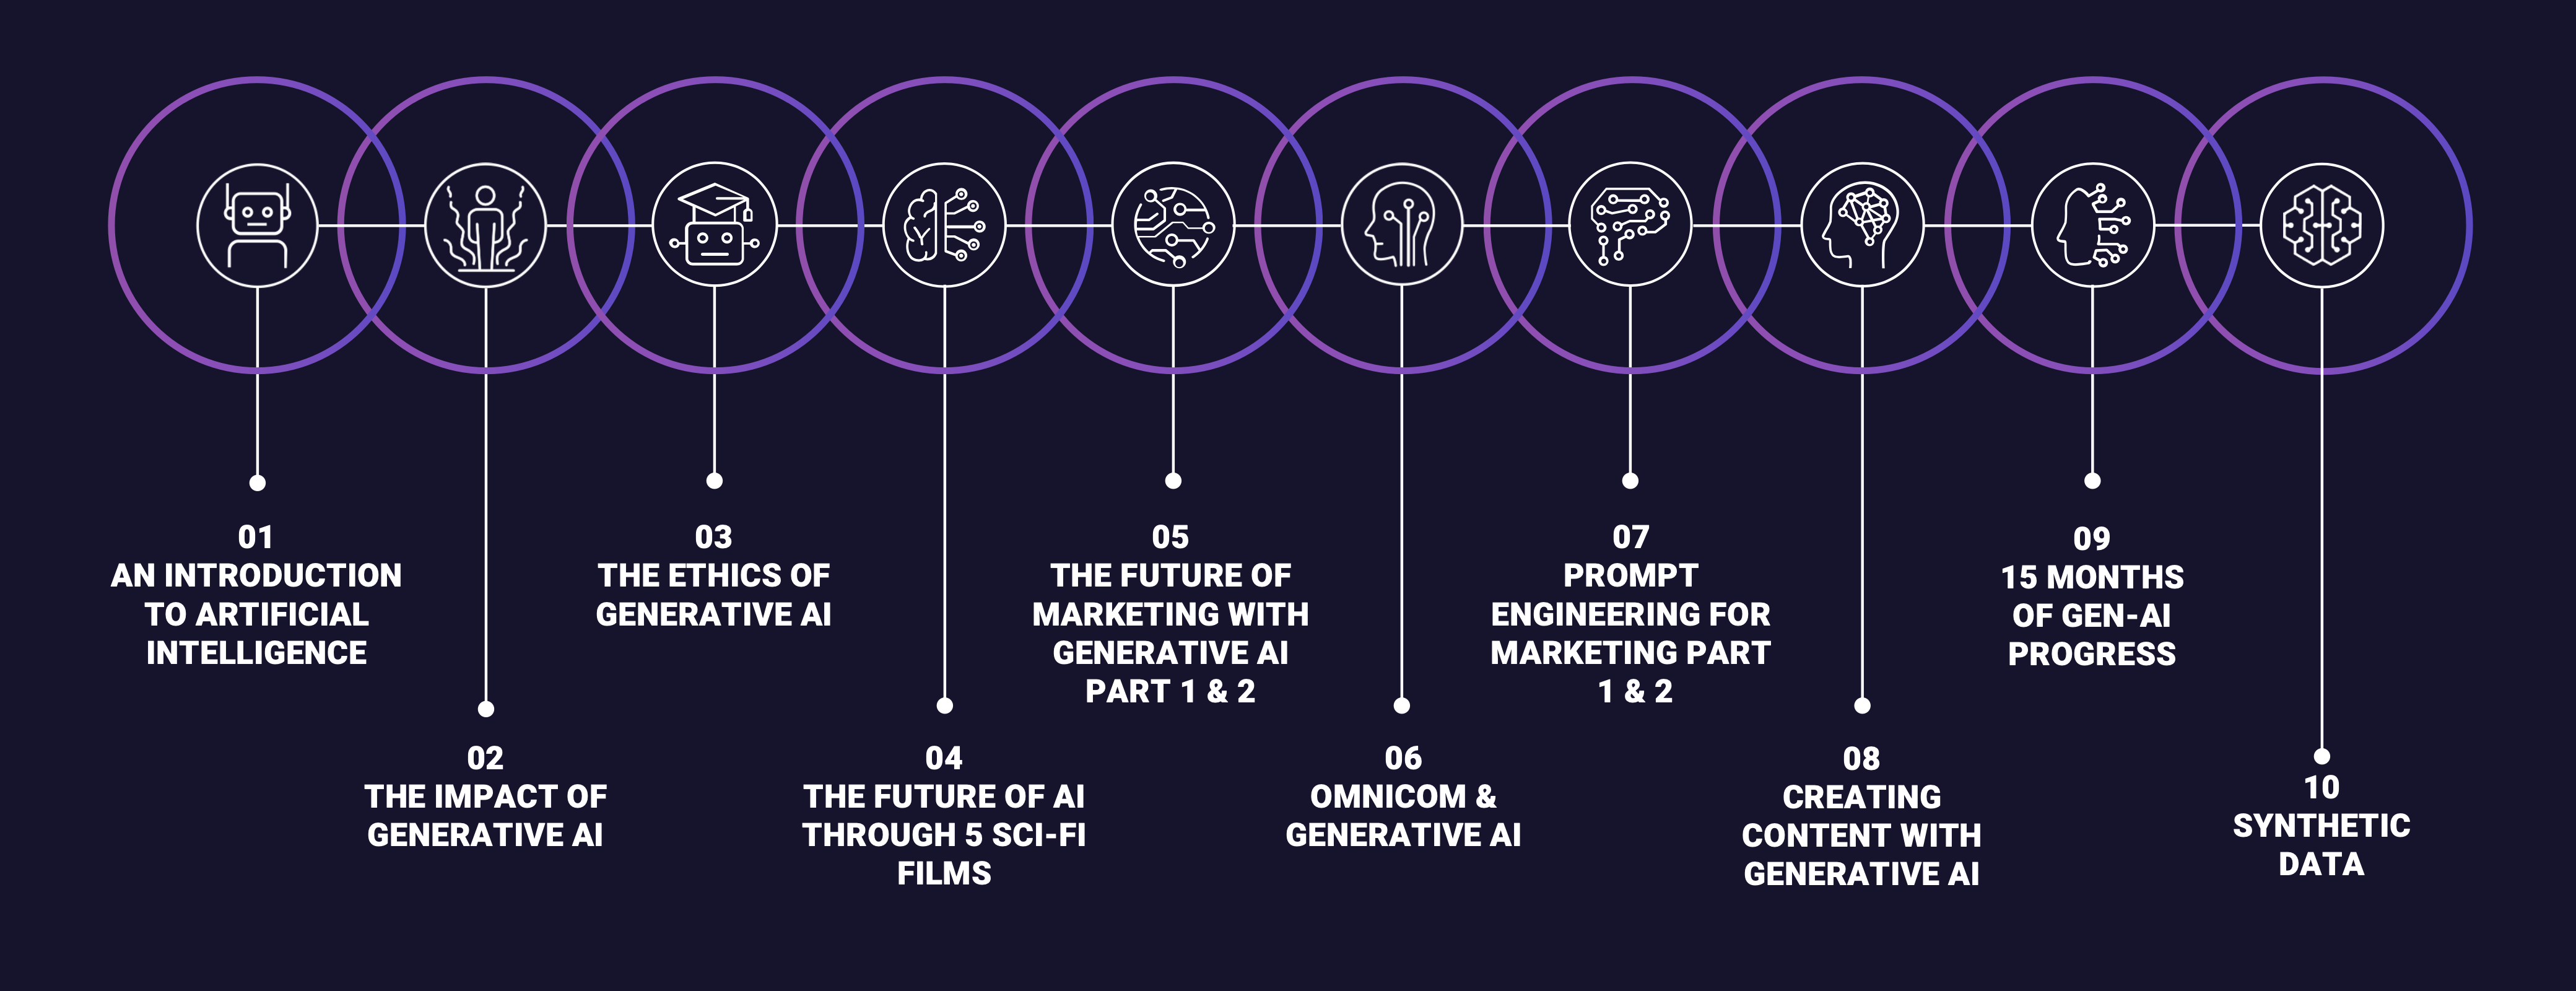 01
AN INTRODUCTION
TO ARTIFICIAL
INTELLIGENCE
02
THE IMPACT OF
GENERATIVE AI
03
THE ETHICS OF
GENERATIVE AI
04
THE FUTURE OF AI
THROUGH 5 SCI-FI
FILMS
05
THE FUTURE OF
MARKETING WITH
GENERATIVE AI
PART 1 & 2
06
OMNICOM &
GENERATIVE AI
07
PROMPT
ENGINEERING FOR
MARKETING PART
1 & 2
08
CREATING
CONTENT WITH
GENERATIVE AI
09
15 MONTHS
OF GEN-AI
PROGRESS
10
SYNTHETIC
DATA